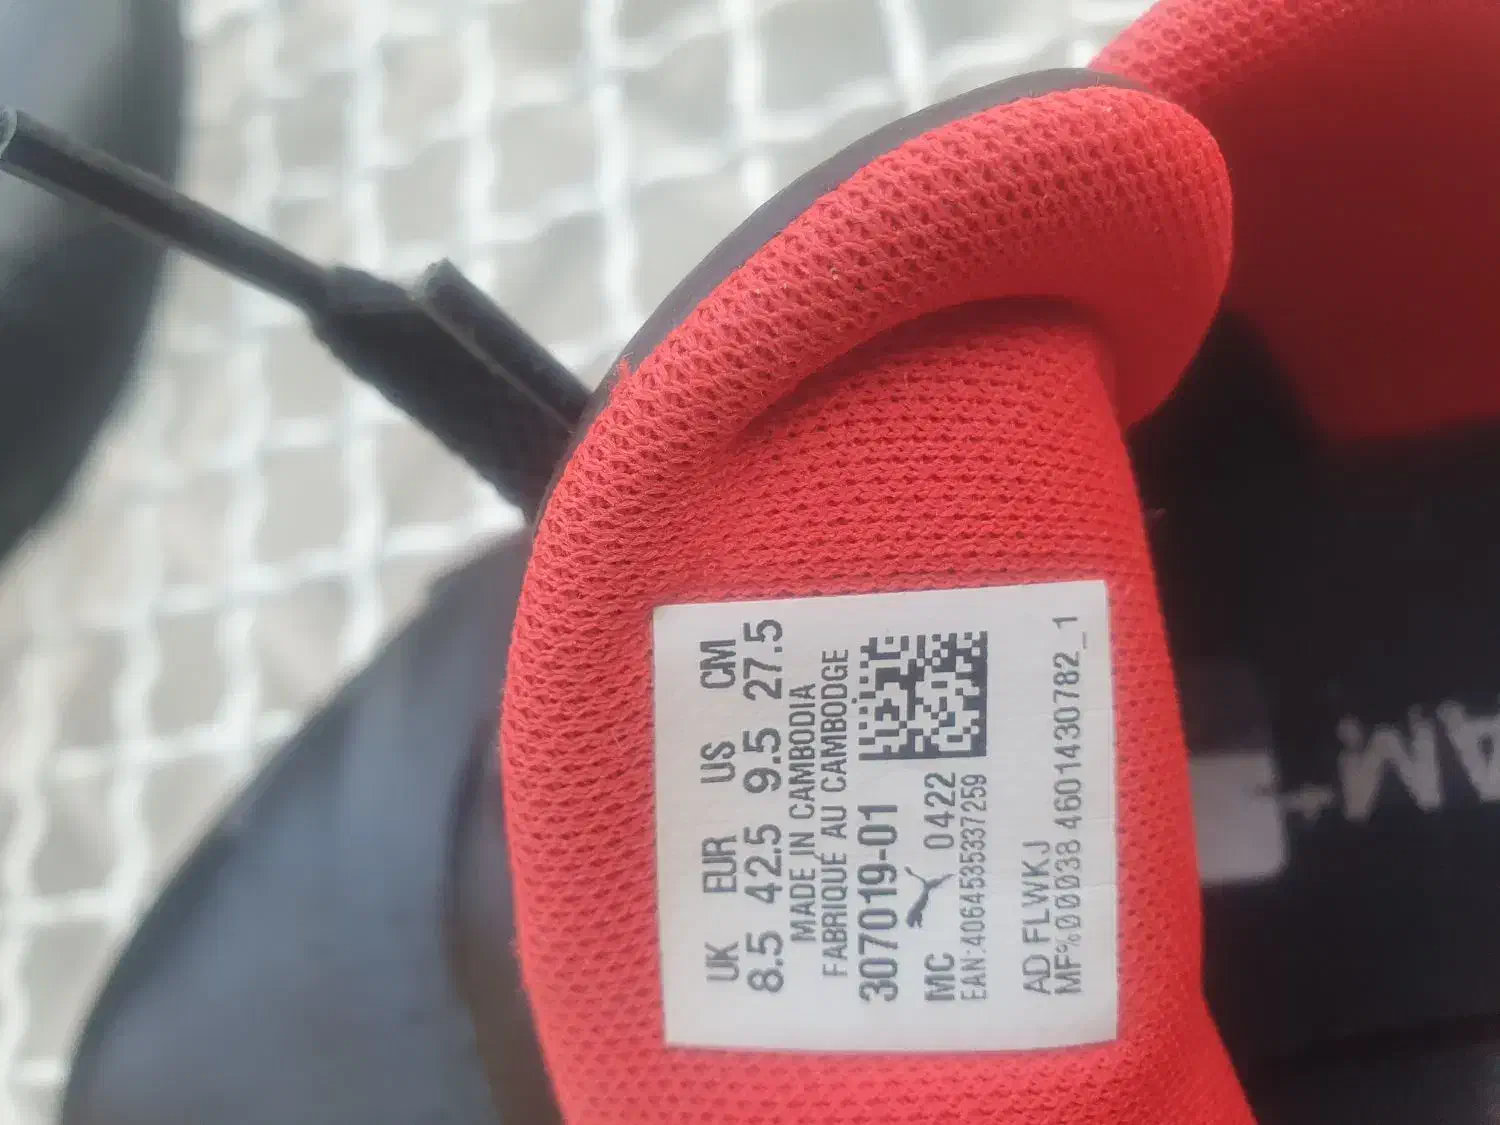 UK EUR US CM
8.5 42.5 9.5 27.5
MADE IN CAMBODIA
FABRIQUÉ AU CAMBODGE
307019-01
MC 0422
EAN:4064535337259
AD FLWKJ
MF%00038 4601430782_1